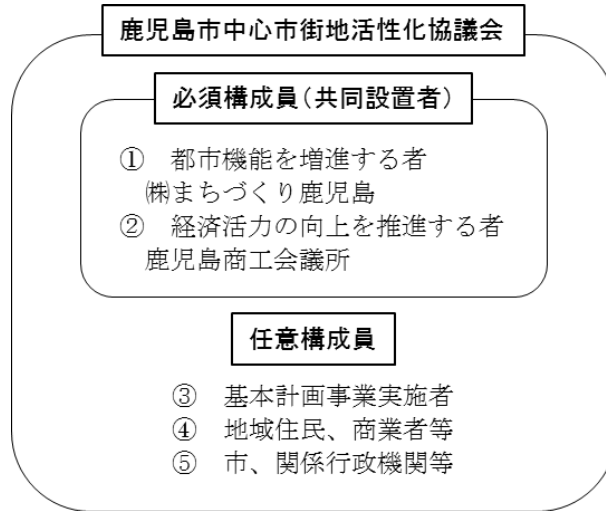 鹿児島市中心市街地活性化協議会
必須構成員(共同設置者)
① 都市機能を増進する者
㈱まちづくり鹿児島
② 経済活力の向上を推進する者
鹿児島商工会議所
任意構成員
③ 基本計画事業実施者
④ 地域住民、商業者等
⑤ 市、関係行政機関等